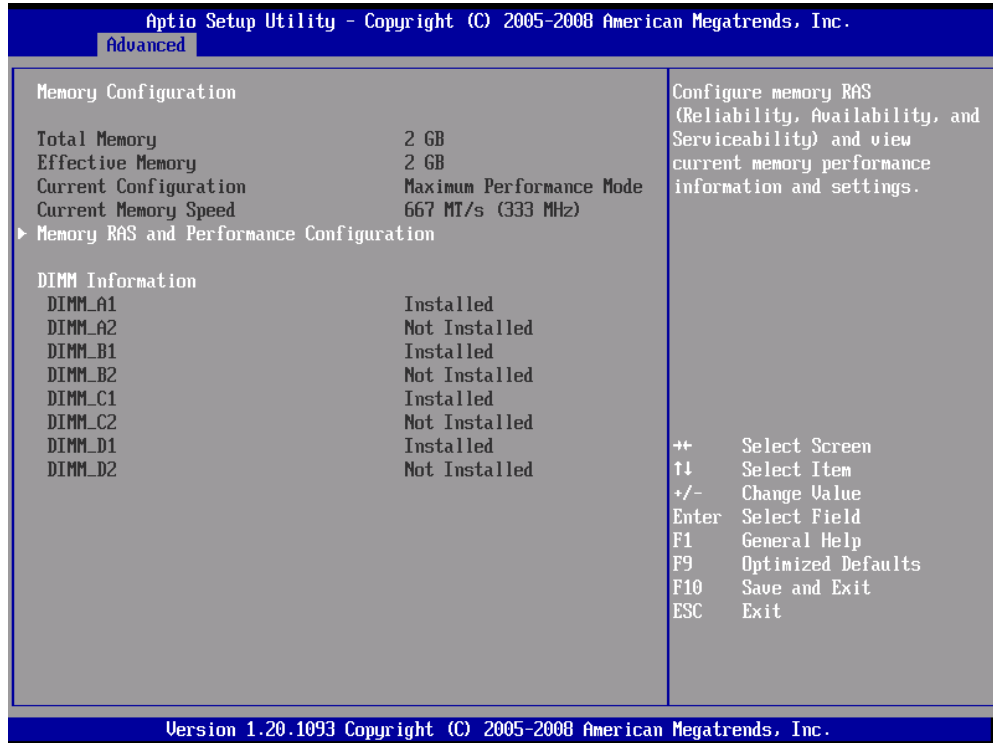 Aptio Setup Utility - Copyright (C) 2005-2008 American Megatrends, Inc.
Advanced
Memory Configuration
Total Memory 2 GB
Effective Memory 2 GB
Current Configuration Maximum Performance Mode
Current Memory Speed 667 MT/s (333 MHz)
Memory RAS and Performance Configuration
DIMM Information
DIMM_A1 Installed
DIMM_A2 Not Installed
DIMM_B1 Installed
DIMM_B2 Not Installed
DIMM_C1 Installed
DIMM_C2 Not Installed
DIMM_D1 Installed
DIMM_D2 Not Installed
Configure memory RAS
(Reliability, Availability, and
Serviceability) and view
current memory performance
information and settings.
→← Select Screen
↑↓ Select Item
+/- Change Value
Enter Select Field
F1 General Help
F9 Optimized Defaults
F10 Save and Exit
ESC Exit
Version 1.20.1093 Copyright (C) 2005-2008 American Megatrends, Inc.